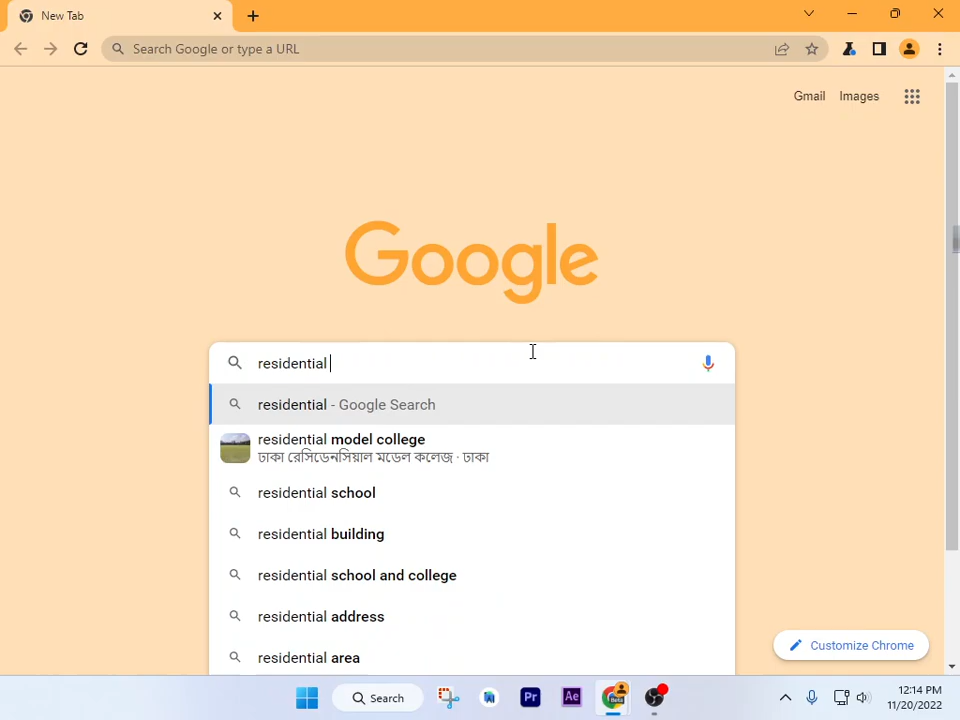 New Tab
Search Google or type a URL
Gmail Images
Google
residential
residential - Google Search
residential model college
ঢাকা রেসিডেনসিয়াল মডেল কলেজ · ঢাকা
residential school
residential building
residential school and college
residential address
residential area
Customize Chrome
Search
Pr
Ae
12:14 PM
11/20/2022